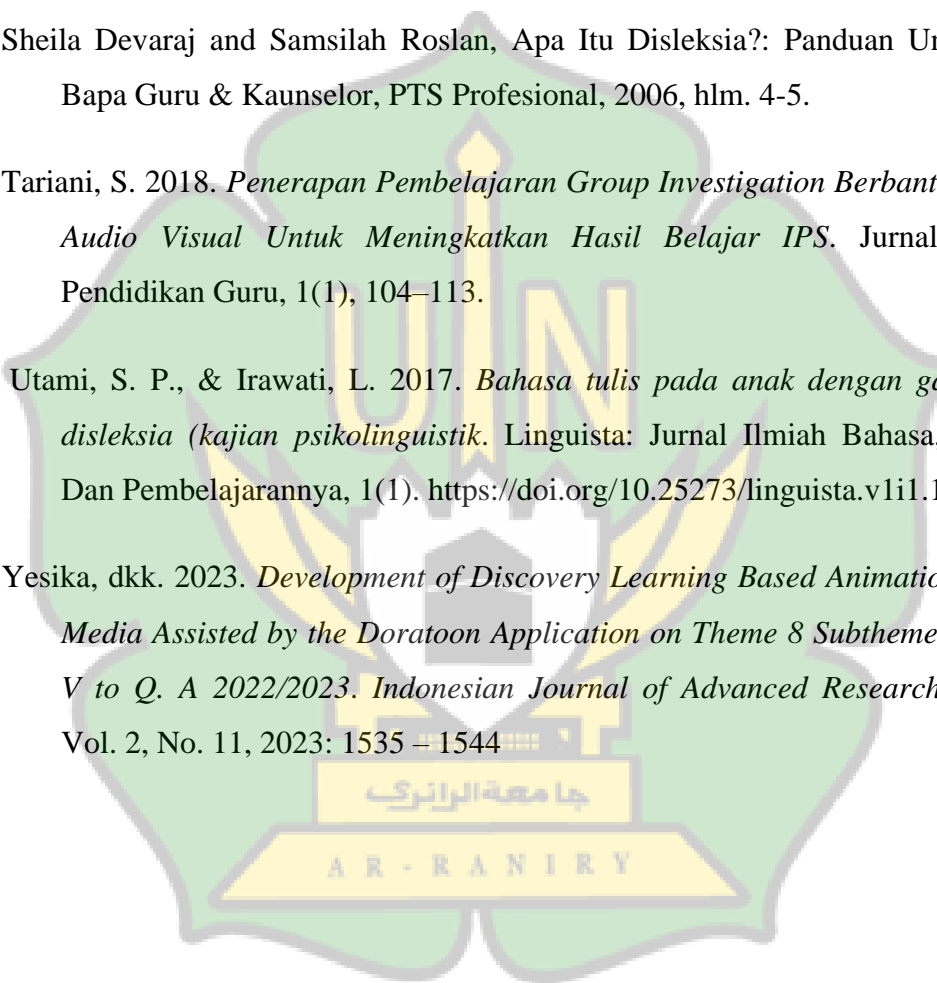 Sheila Devaraj and Samsilah Roslan, Apa Itu Disleksia?: Panduan
Bapa Guru & Kaunselor, PTS Profesional, 2006, hlm. 4-5.
Tariani, S. 2018. Penerapan Pembelajaran Group Investigation
Audio Visual Untuk Meningkatkan Hasil Belajar IPS. Jurnal
Pendidikan Guru, 1(1), 104–113.
Utami, S. P., & Irawati, L. 2017. Bahasa tulis pada anak dengan
disleksia (kajian psikolinguistik. Linguista: Jurnal Ilmiah Bahasa,
Dan Pembelajarannya, 1(1). https://doi.org/10.25273/linguista.v1i1.1
Yesika, dkk. 2023. Development of Discovery Learning Based
Media Assisted by the Doratoon Application on Theme 8 Subtheme
V to Q. A 2022/2023. Indonesian Journal of Advanced Research
Vol. 2, No. 11, 2023: 1535 – 1544
UIN
جامعة الرانري
AR-RANIRY